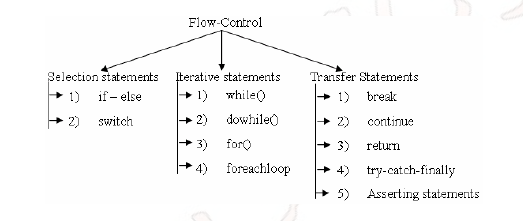 Flow-Control
Selection statements
1) if – else
2) switch
Iterative statements
1) while()
2) dowhile()
3) for()
4) foreachloop
Transfer Statements
1) break
2) continue
3) return
4) try-catch-finally
5) Asserting statements